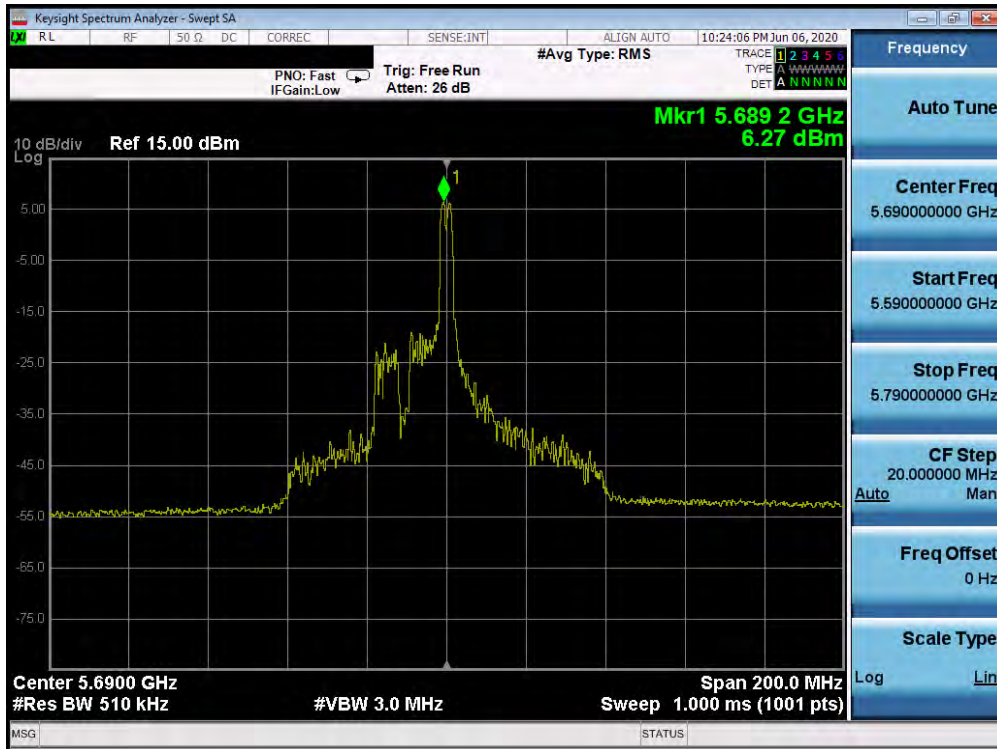 Keysight Spectrum Analyzer - Swept SA
LXI RL RF 50 Ω DC CORREC SENSE:INT ALIGN AUTO 10:24:06 PM Jun 06, 2020
Frequency
#Avg Type: RMS TRACE 1 2 3 4 5 6
PNO: Fast Trig: Free Run TYPE A WWWWW
IFGain:Low Atten: 26 dB DET A N N N N N
Auto Tune
Mkr1 5.689 2 GHz
10 dB/div Ref 15.00 dBm 6.27 dBm
Log
1
5.00
-5.00
-15.0
-25.0
-35.0
-45.0
-55.0
-65.0
-75.0
Center Freq
5.690000000 GHz
Start Freq
5.590000000 GHz
Stop Freq
5.790000000 GHz
CF Step
20.000000 MHz
Auto Man
Freq Offset
0 Hz
Scale Type
Log Lin
Center 5.6900 GHz Span 200.0 MHz
#Res BW 510 kHz #VBW 3.0 MHz Sweep 1.000 ms (1001 pts)
MSG STATUS